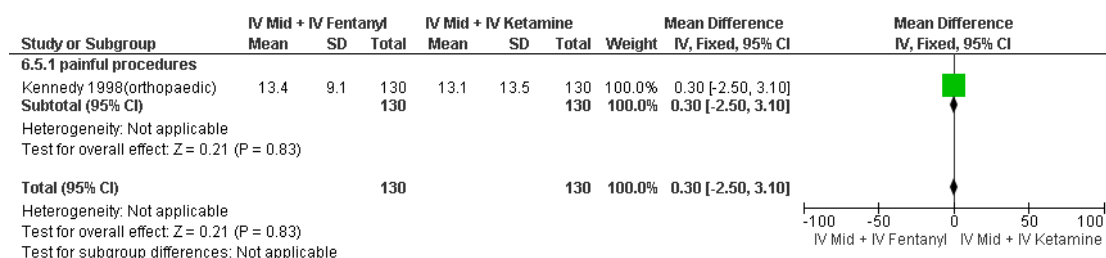 IV Mid + IV Fentanyl IV Mid + IV Ketamine Mean Difference Mean Difference
Study or Subgroup Mean SD Total Mean SD Total Weight IV, Fixed, 95% CI IV, Fixed, 95% CI
6.5.1 painful procedures
Kennedy 1998(orthopaedic) 13.4 9.1 130 13.1 13.5 130 100.0% 0.30 [-2.50, 3.10]
Subtotal (95% CI) 130 130 100.0% 0.30 [-2.50, 3.10]
Heterogeneity: Not applicable
Test for overall effect: Z = 0.21 (P = 0.83)
Total (95% CI) 130 130 100.0% 0.30 [-2.50, 3.10]
Heterogeneity: Not applicable
Test for overall effect: Z = 0.21 (P = 0.83)
Test for subgroup differences: Not applicable
-100 -50 0 50 100
IV Mid + IV Fentanyl IV Mid + IV Ketamine